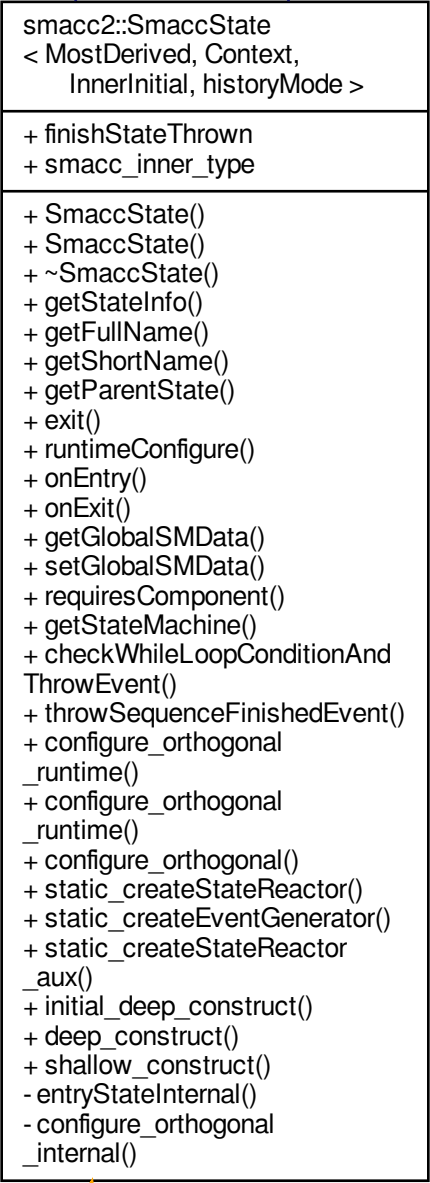 smacc2::SmaccState
< MostDerived, Context,
InnerInitial, historyMode >
+ finishStateThrown
+ smacc_inner_type
+ SmaccState()
+ SmaccState()
+ ~SmaccState()
+ getStateInfo()
+ getFullName()
+ getShortName()
+ getParentState()
+ exit()
+ runtimeConfigure()
+ onEntry()
+ onExit()
+ getGlobalSMData()
+ setGlobalSMData()
+ requiresComponent()
+ getStateMachine()
+ checkWhileLoopConditionAnd
ThrowEvent()
+ throwSequenceFinishedEvent()
+ configure_orthogonal
_runtime()
+ configure_orthogonal
_runtime()
+ configure_orthogonal()
+ static_createStateReactor()
+ static_createEventGenerator()
+ static_createStateReactor
_aux()
+ initial_deep_construct()
+ deep_construct()
+ shallow_construct()
- entryStateInternal()
- configure_orthogonal
_internal()